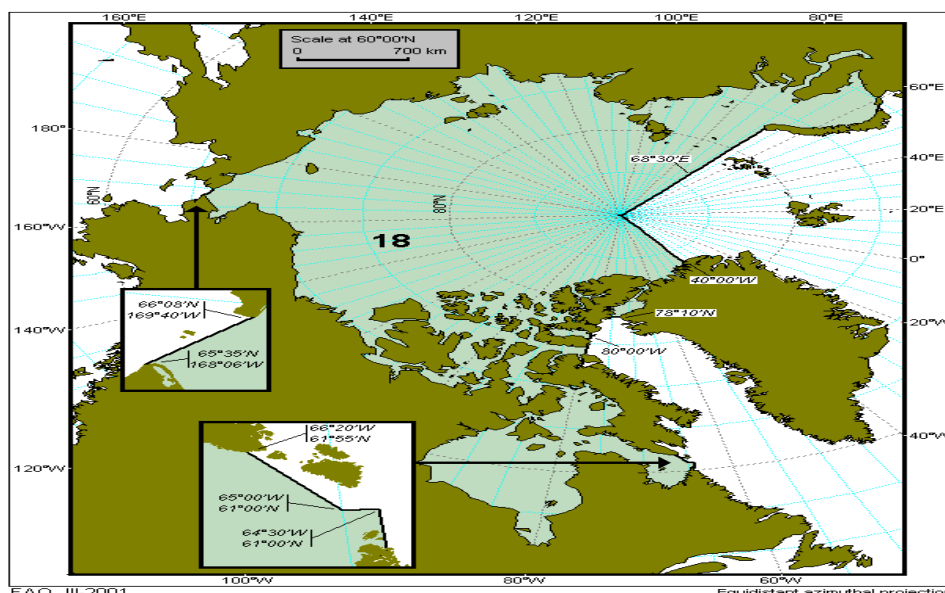 160°E
140°E
120°E
100°E
80°E
Scale at 60°00'N
0 700 km
180°
60°E
68°30'E
40°E
60°N
80°N
20°E
160°W
18
0°
40°00'W
66°08'N
169°40'W
78°10'N
20°W
140°W
80°00'W
65°35'N
168°06'W
66°20'W
61°55'N
40°W
120°W
65°00'W
61°00'N
64°30'W
61°00'N
100°W
80°W
60°W
FAO, III 2001
Equidistant azimuthal projection